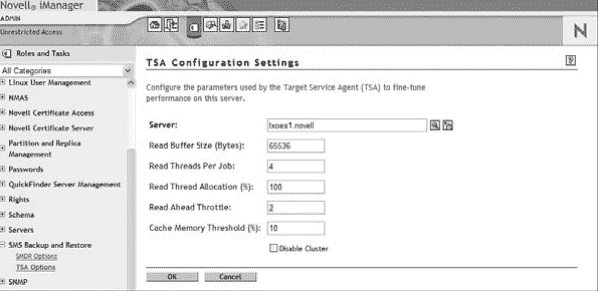 Novell® iManager
ADMIN
Unrestricted Access
N
Roles and Tasks
All Categories
Linux User Management
NMAS
Novell Certificate Access
Novell Certificate Server
Partition and Replica
Management
Passwords
QuickFinder Server Management
Rights
Schema
Servers
SMS Backup and Restore
SMDR Options
TSA Options
SNMP
TSA Configuration Settings
?
Configure the parameters used by the Target Service Agent (TSA) to fine-tune
performance on this server.
Server: lxoes1.novell
Read Buffer Size (Bytes): 65536
Read Threads Per Job: 4
Read Thread Allocation (%): 100
Read Ahead Throttle: 2
Cache Memory Threshold (%): 10
Disable Cluster
OK Cancel